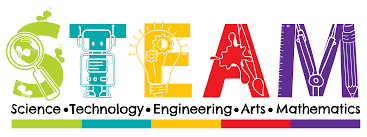 STEAM
Science • Technology • Engineering • Arts • Mathematics